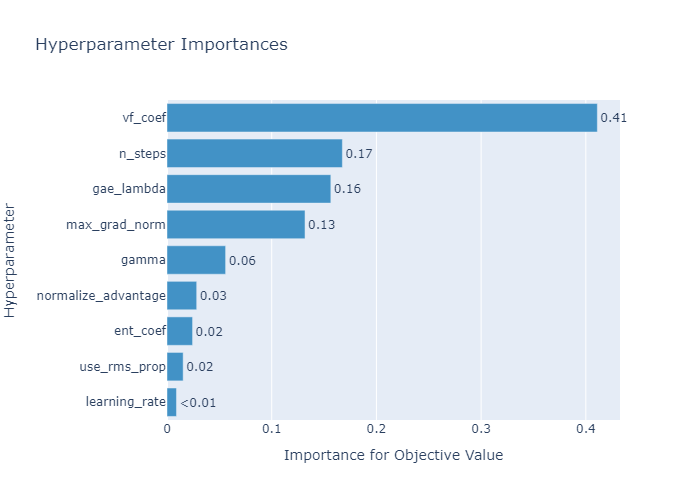 Hyperparameter Importances
Hyperparameter
vf_coef 0.41
n_steps 0.17
gae_lambda 0.16
max_grad_norm 0.13
gamma 0.06
normalize_advantage 0.03
ent_coef 0.02
use_rms_prop 0.02
learning_rate <0.01
0 0.1 0.2 0.3 0.4
Importance for Objective Value